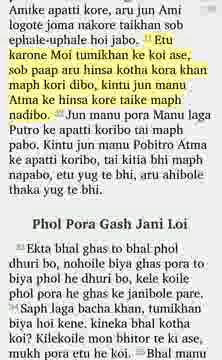 Amike apatti kore, aru jun Ami
logote joma nakore taikhan sob
ephale-uphale hoi jabo. 31 Etu
karone Moi tumikhan ke koi ase,
sob paap aru hinsa kotha kora khan
maph kori dibo, kintu jun manu
Atma ke hinsa kore taike maph
nadibo. 32 Jun manu pora Manu laga
Putro ke apatti koribo tai maph
pabo. Kintu jun manu Pobitro Atma
ke apatti koribo, tai kitia bhi maph
napabo, etu yug te bhi, aru ahibole
thaka yug te bhi.
Phol Pora Gash Jani Loi
33 Ekta bhal ghas to bhal phol
dhuri bo, nohoile biya ghas pora to
biya phol he dhuri bo, kele koile
phol pora he ghas ke janibole pare.
34 Saph laga bacha khan, tumikhan
biya hoi kene, kineka bhal kotha
koi? Kilekoile mon bhitor te ki ase,
mukh pora etu he koi. 35 Bhal manu